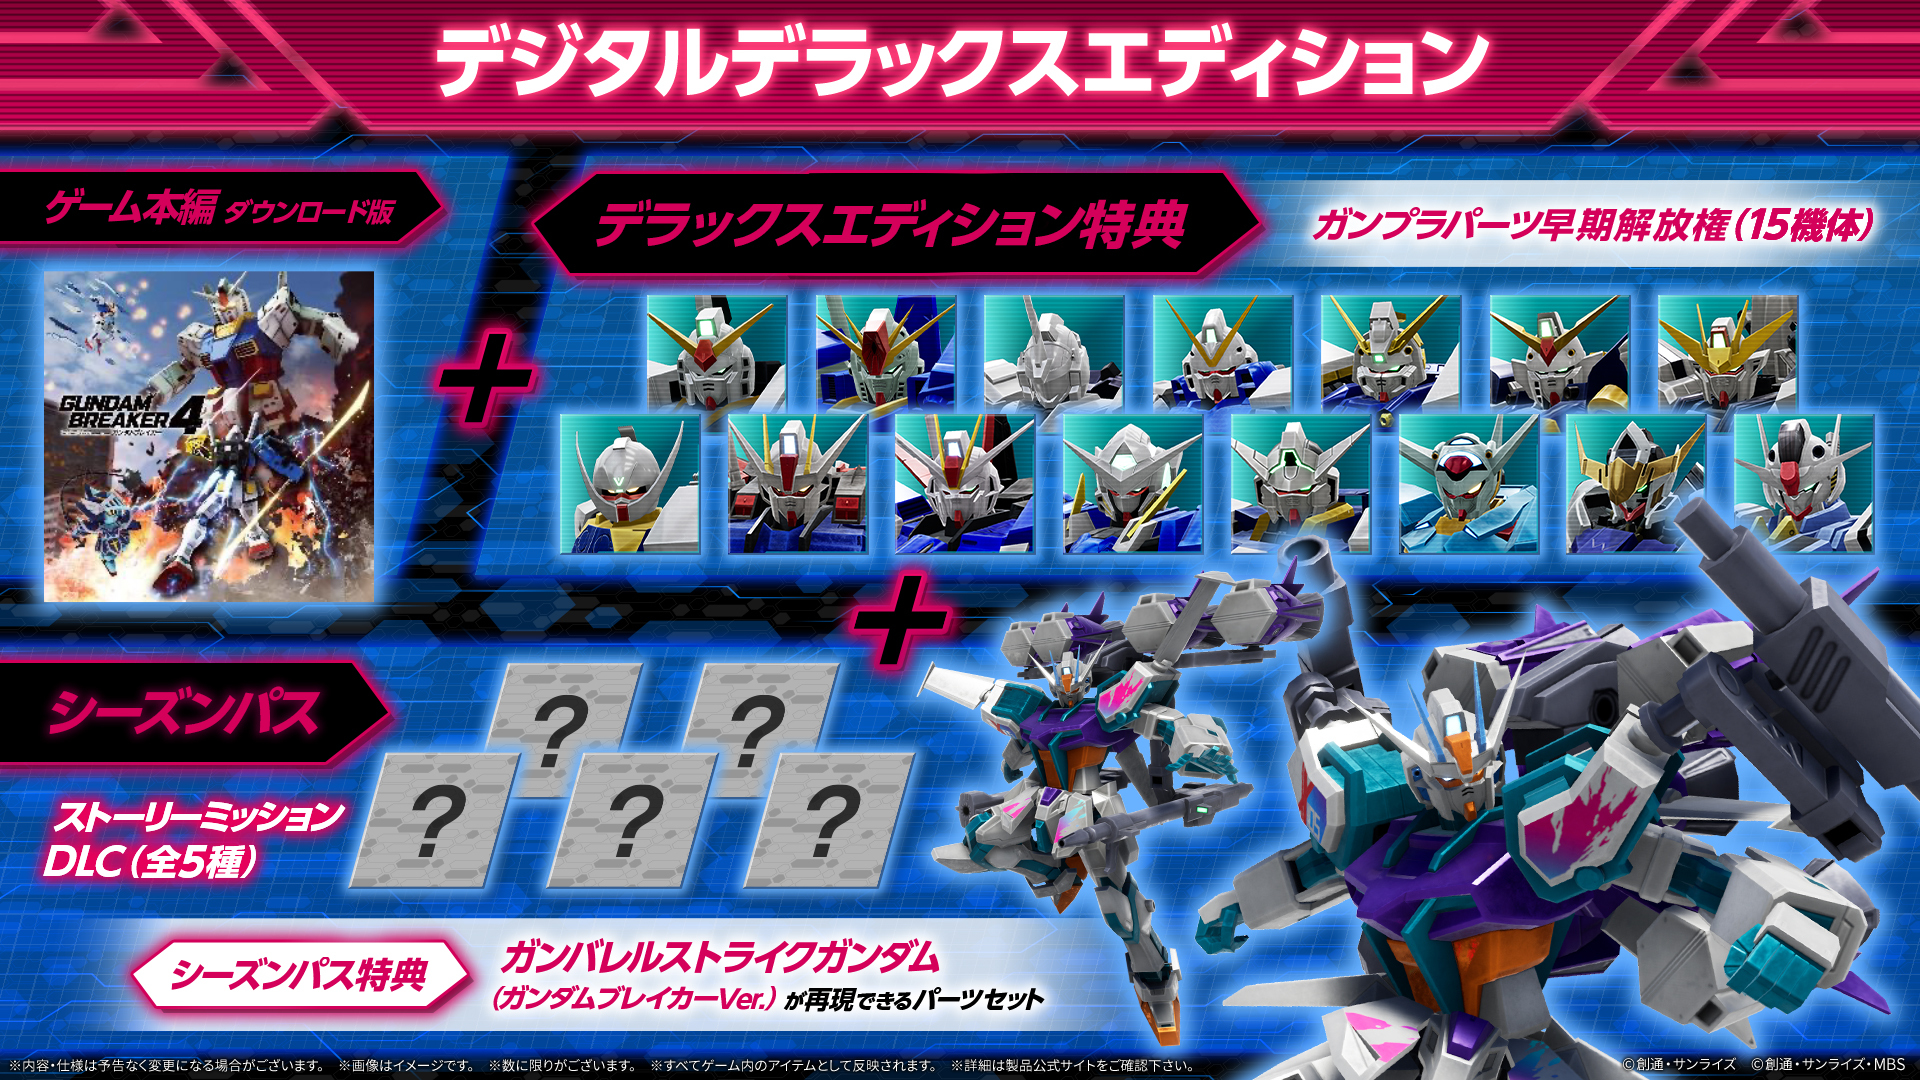 デジタルデラックスエディション
ゲーム本編 ダウンロード版
デラックスエディション特典
ガンプラパーツ早期解放権(15機体)
GUNDAM
BREAKER 4
ガンダムブレイカー
シーズンパス
ストーリーミッション
DLC(全5種)
? ?
? ? ?
05
シーズンパス特典
ガンバレルストライクガンダム
(ガンダムブレイカーVer.)が再現できるパーツセット
※内容・仕様は予告なく変更になる場合がございます。 ※画像はイメージです。 ※数に限りがございます。 ※すべてゲーム内のアイテムとして反映されます。 ※詳細は製品公式サイトをご確認下さい。
©創通・サンライズ ©創通・サンライズ・MBS